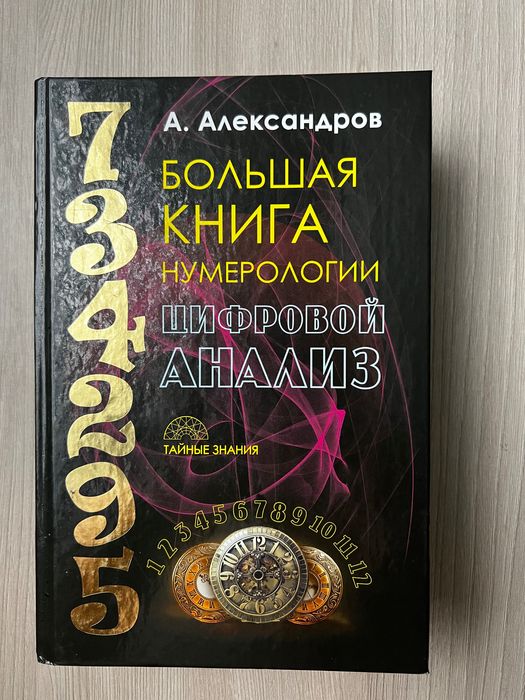 А. Александров
БОЛЬШАЯ
КНИГА
НУМЕРОЛОГИИ
ЦИФРОВОЙ
АНАЛИЗ
ТАЙНЫЕ ЗНАНИЯ
7
3
4
2
9
5
1 2 3 4 5 6 7 8 9 10 11 12